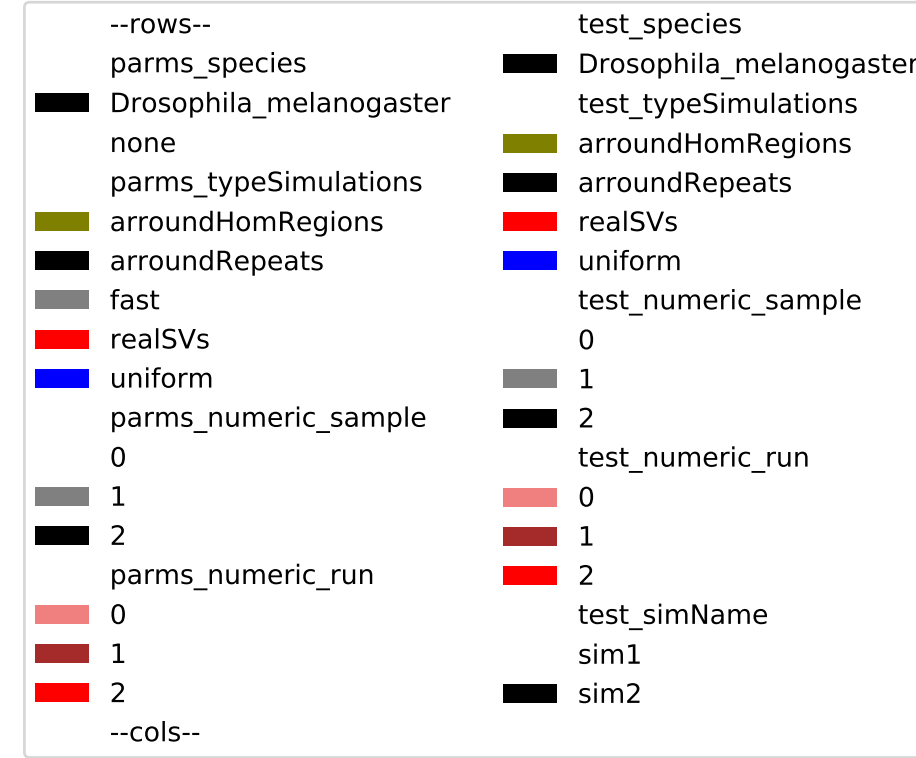 --rows--
parms_species
Drosophila_melanogaster
none
parms_typeSimulations
arroundHomRegions
arroundRepeats
fast
realSVs
uniform
parms_numeric_sample
0
1
2
parms_numeric_run
0
1
2
--cols--
test_species
Drosophila_melanogaster
test_typeSimulations
arroundHomRegions
arroundRepeats
realSVs
uniform
test_numeric_sample
0
1
2
test_numeric_run
0
1
2
test_simName
sim1
sim2